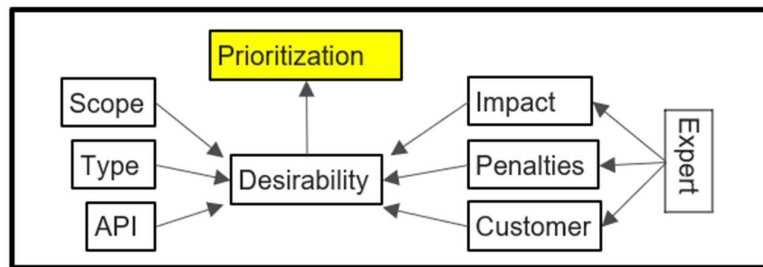 Prioritization
Scope
Impact
Type
Desirability
Penalties
Expert
API
Customer